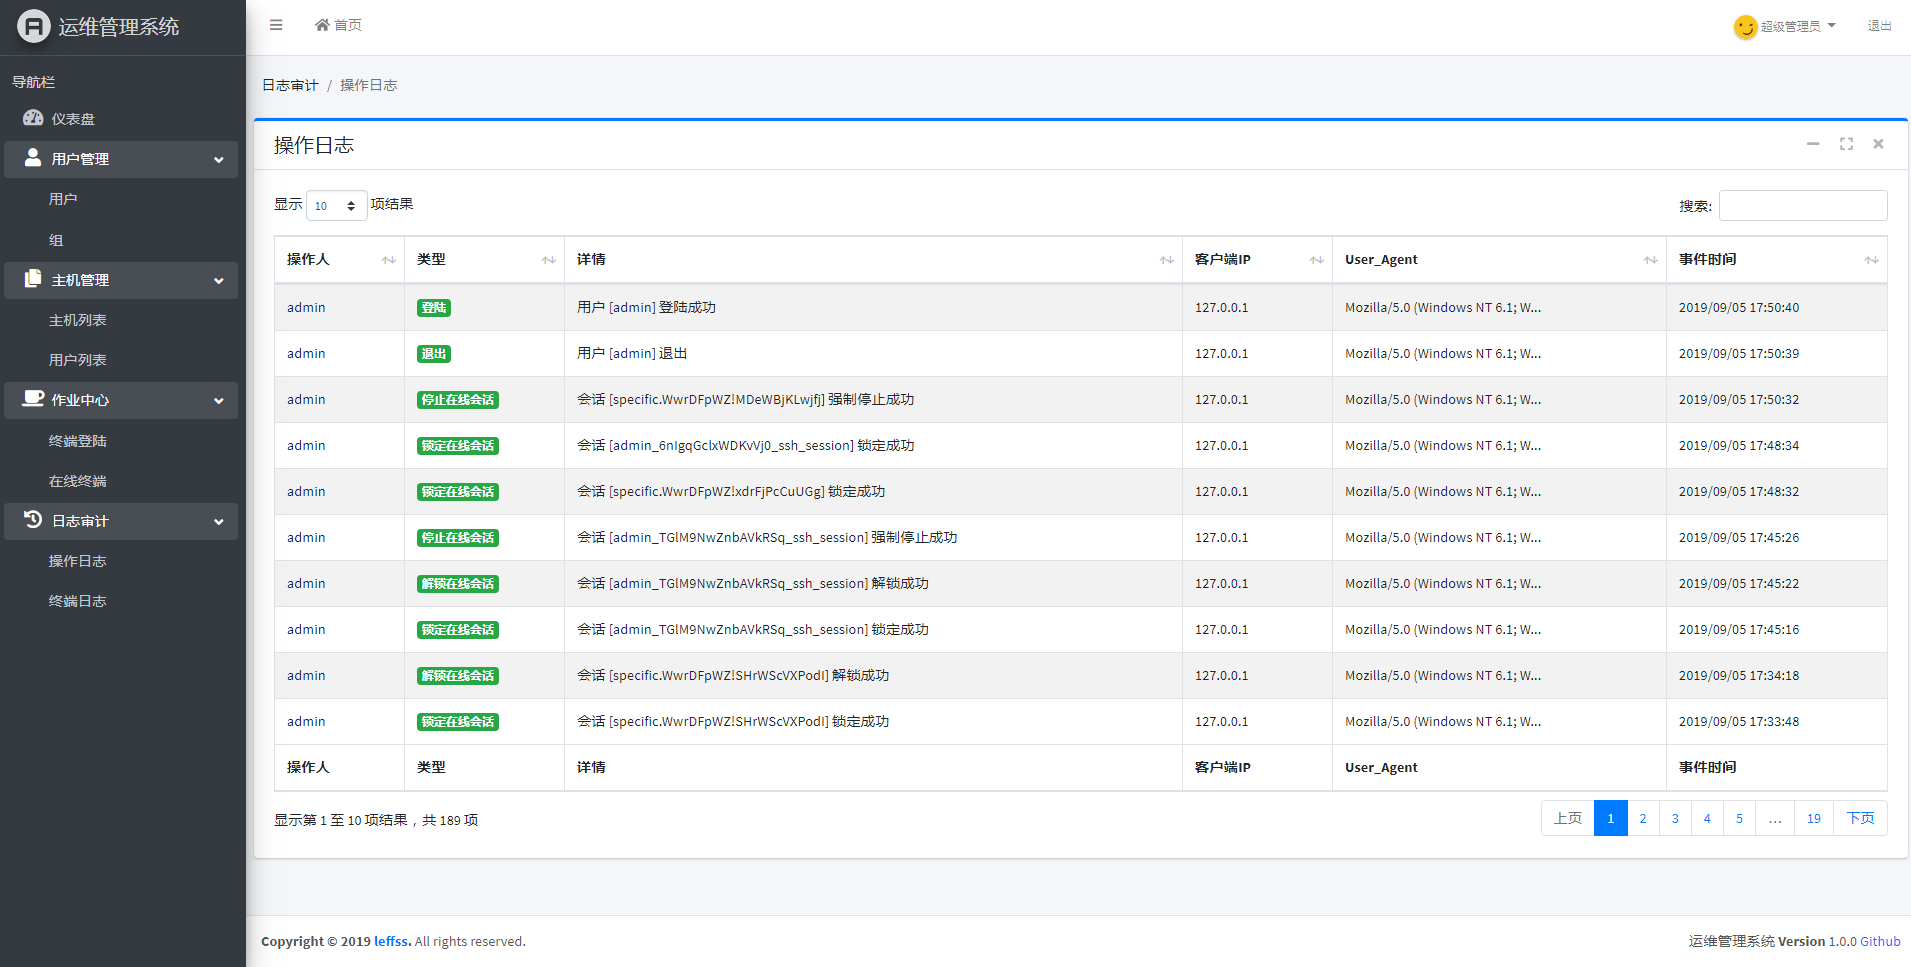 运维管理系统
首页
超级管理员
退出
导航栏
仪表盘
用户管理
用户
组
主机管理
主机列表
用户列表
作业中心
终端登陆
在线终端
日志审计
操作日志
终端日志
日志审计 / 操作日志
操作日志
显示 10 项结果
搜索:
操作人 类型 详情 客户端IP User_Agent 事件时间
admin 登陆 用户 [admin] 登陆成功 127.0.0.1 Mozilla/5.0 (Windows NT 6.1; W... 2019/09/05 17:50:40
admin 退出 用户 [admin] 退出 127.0.0.1 Mozilla/5.0 (Windows NT 6.1; W... 2019/09/05 17:50:39
admin 停止在线会话 会话 [specific.WwrDFpWZ!MDeWBjKLwjfj] 强制停止成功 127.0.0.1 Mozilla/5.0 (Windows NT 6.1; W... 2019/09/05 17:50:32
admin 锁定在线会话 会话 [admin_6nIgqGclxWDKvVj0_ssh_session] 锁定成功 127.0.0.1 Mozilla/5.0 (Windows NT 6.1; W... 2019/09/05 17:48:34
admin 锁定在线会话 会话 [specific.WwrDFpWZ!xdrFjPcCuUGg] 锁定成功 127.0.0.1 Mozilla/5.0 (Windows NT 6.1; W... 2019/09/05 17:48:32
admin 停止在线会话 会话 [admin_TGlM9NwZnbAVkRSq_ssh_session] 强制停止成功 127.0.0.1 Mozilla/5.0 (Windows NT 6.1; W... 2019/09/05 17:45:26
admin 解锁在线会话 会话 [admin_TGlM9NwZnbAVkRSq_ssh_session] 解锁成功 127.0.0.1 Mozilla/5.0 (Windows NT 6.1; W... 2019/09/05 17:45:22
admin 锁定在线会话 会话 [admin_TGlM9NwZnbAVkRSq_ssh_session] 锁定成功 127.0.0.1 Mozilla/5.0 (Windows NT 6.1; W... 2019/09/05 17:45:16
admin 解锁在线会话 会话 [specific.WwrDFpWZ!SHrWScVXPodI] 解锁成功 127.0.0.1 Mozilla/5.0 (Windows NT 6.1; W... 2019/09/05 17:34:18
admin 锁定在线会话 会话 [specific.WwrDFpWZ!SHrWScVXPodI] 锁定成功 127.0.0.1 Mozilla/5.0 (Windows NT 6.1; W... 2019/09/05 17:33:48
操作人 类型 详情 客户端IP User_Agent 事件时间
显示第 1 至 10 项结果，共 189 项
上页 1 2 3 4 5 … 19 下页
Copyright © 2019 leffss. All rights reserved.
运维管理系统 Version 1.0.0 Github